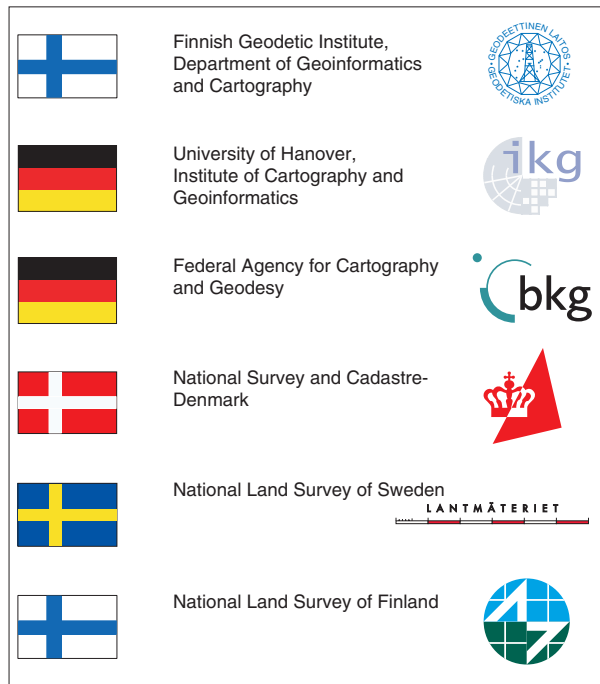 Finnish Geodetic Institute,
Department of Geoinformatics
and Cartography
GEODEETTINEN LAITOS
GEODETISKA INSTITUTET
University of Hanover,
Institute of Cartography and
Geoinformatics
ikg
Federal Agency for Cartography
and Geodesy
bkg
National Survey and Cadastre-
Denmark
National Land Survey of Sweden
LANTMÄTERIET
National Land Survey of Finland